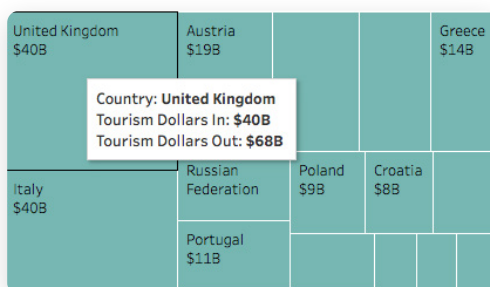 United Kingdom
$40B
Austria
$19B
Greece
$14B
Country: United Kingdom
Tourism Dollars In: $40B
Tourism Dollars Out: $68B
Italy
$40B
Russian
Federation
Poland
$9B
Croatia
$8B
Portugal
$11B